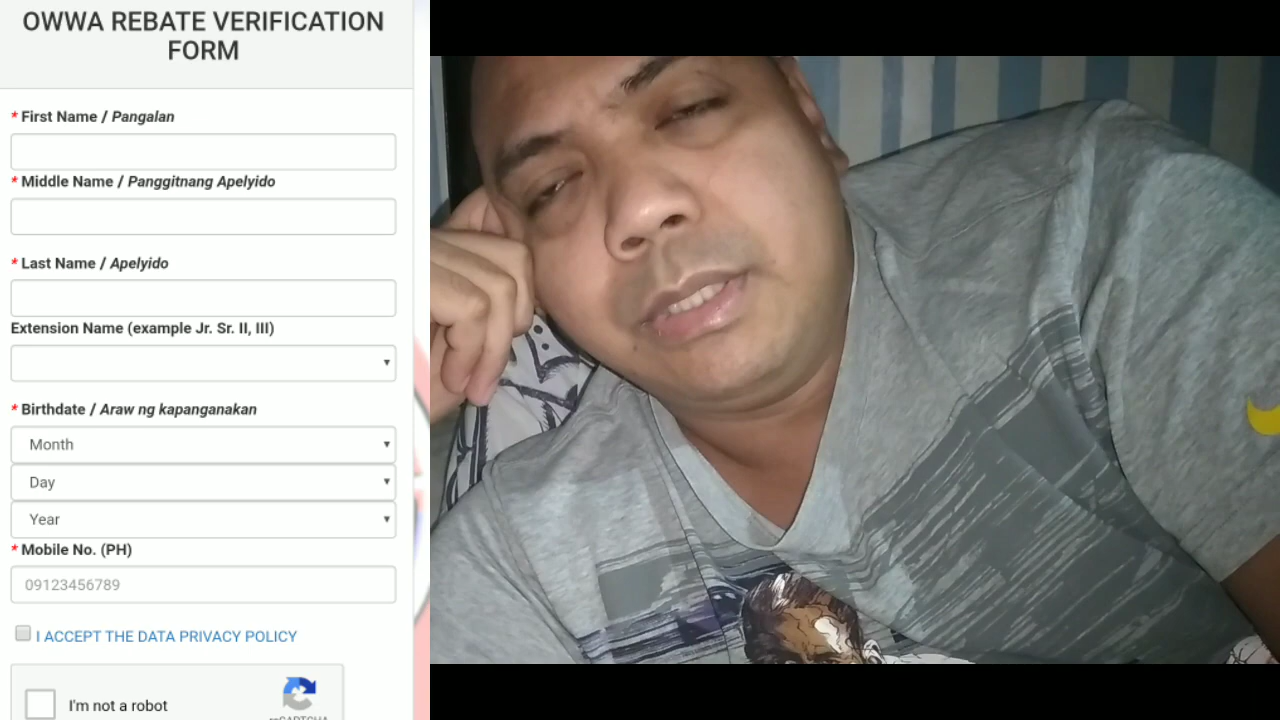 OWWA REBATE VERIFICATION
FORM
* First Name / Pangalan
* Middle Name / Panggitnang Apelyido
* Last Name / Apelyido
Extension Name (example Jr. Sr. II, III)
* Birthdate / Araw ng kapanganakan
Month
Day
Year
* Mobile No. (PH)
09123456789
I ACCEPT THE DATA PRIVACY POLICY
I'm not a robot
reCAPTCHA